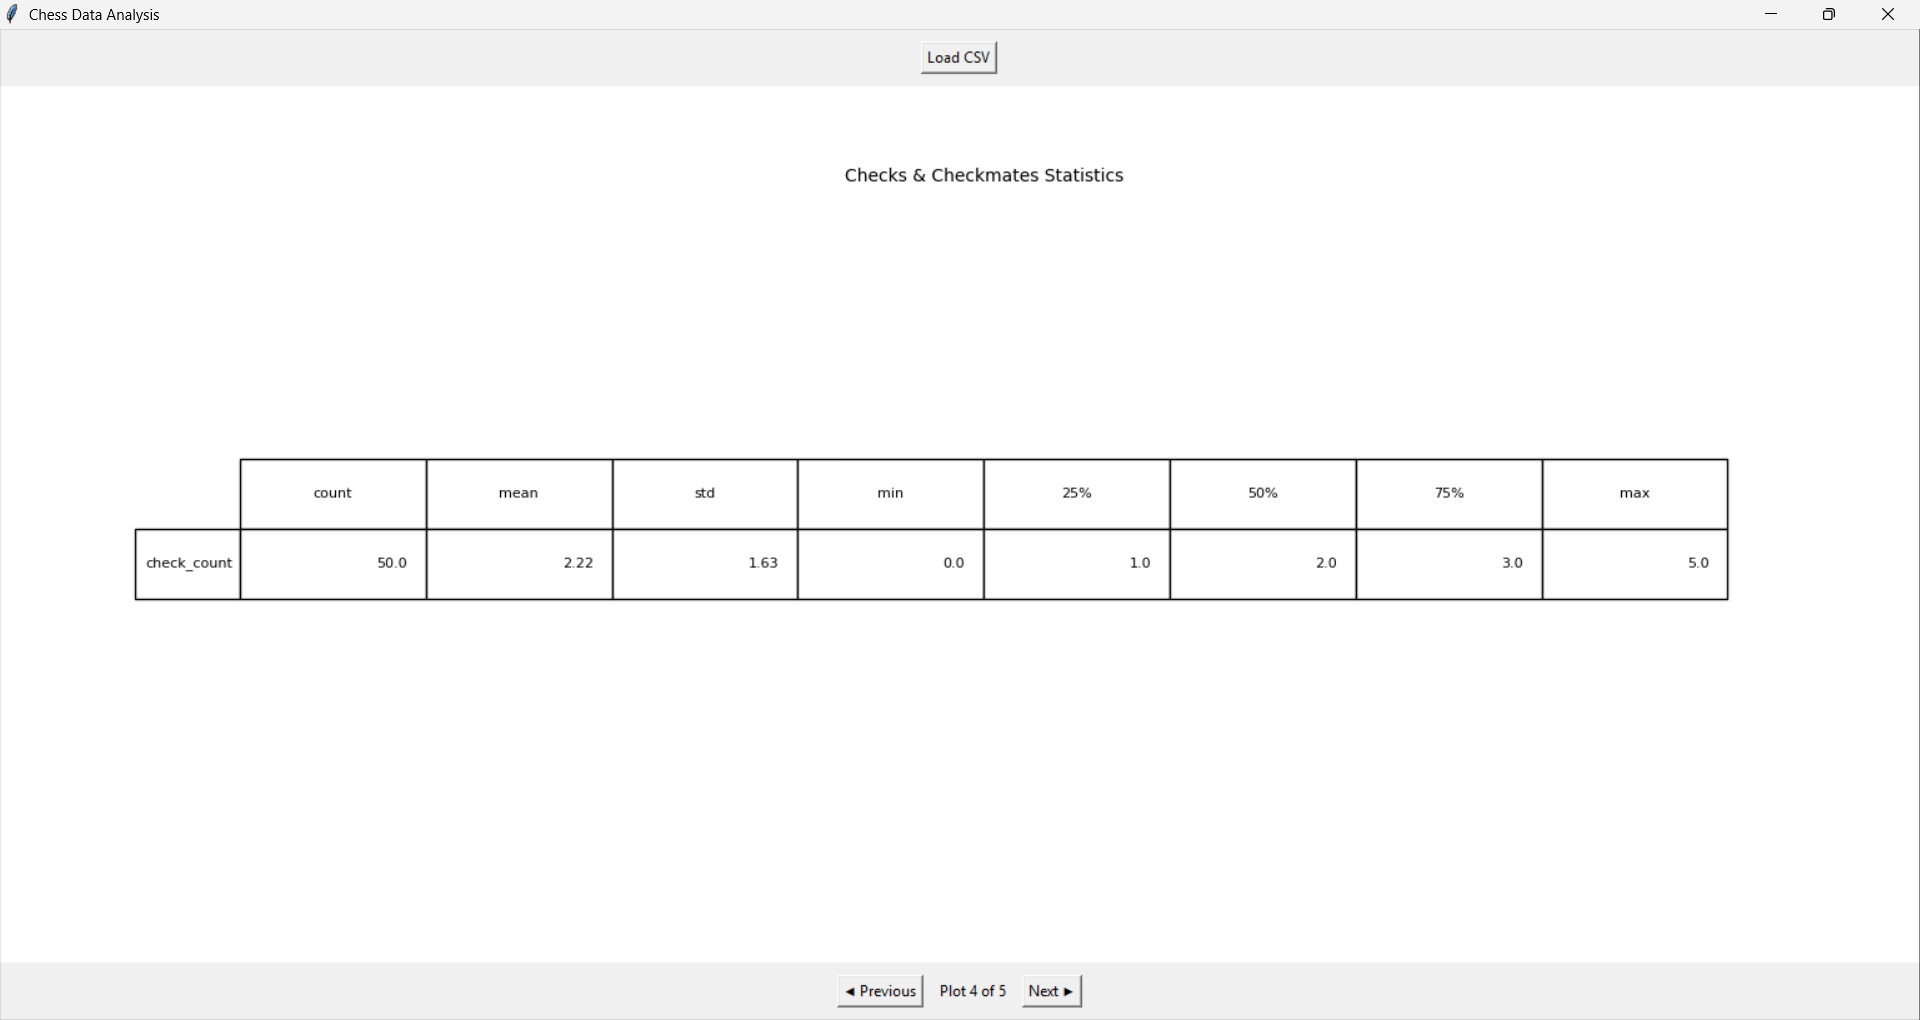 Chess Data Analysis
Load CSV
Checks & Checkmates Statistics
count mean std min 25% 50% 75% max
check_count 50.0 2.22 1.63 0.0 1.0 2.0 3.0 5.0
◄ Previous Plot 4 of 5 Next ►